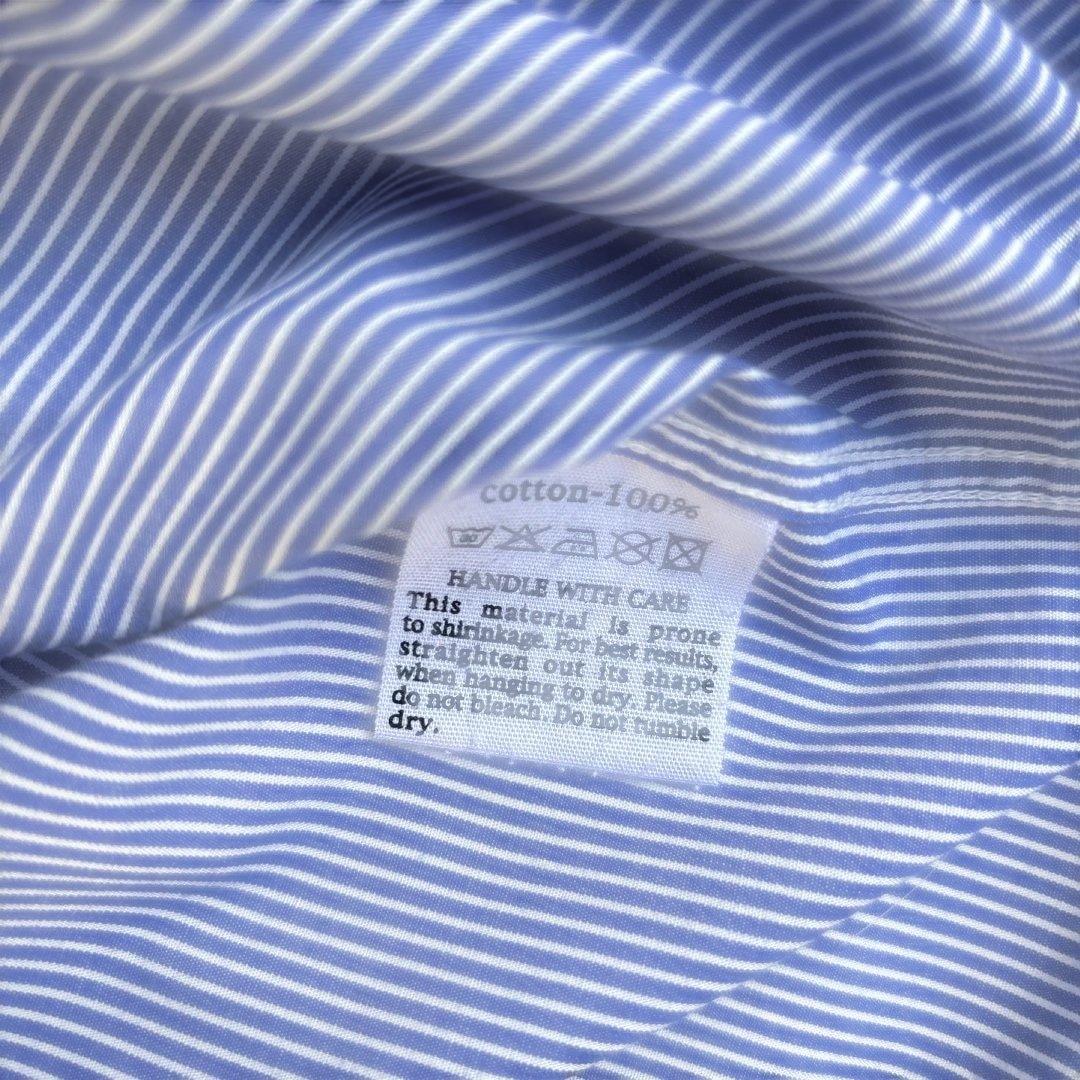 cotton-100%
30
HANDLE WITH CARE
This material is prone
to shirinkage. For best results,
straighten out its shape
when hanging to dry. Please
do not bleach. Do not tumble
dry.